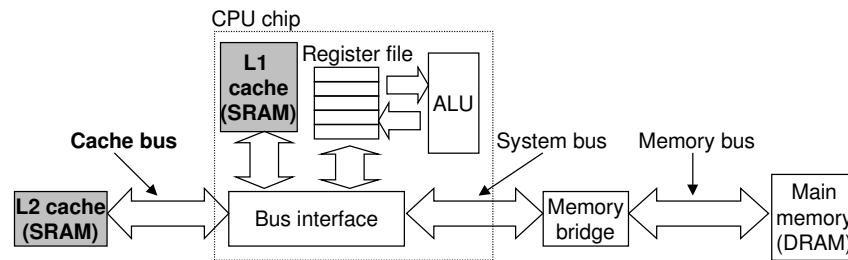 CPU chip
L1
cache
(SRAM)
Register file
ALU
Cache bus
System bus
Memory bus
L2 cache
(SRAM)
Bus interface
Memory
bridge
Main
memory
(DRAM)